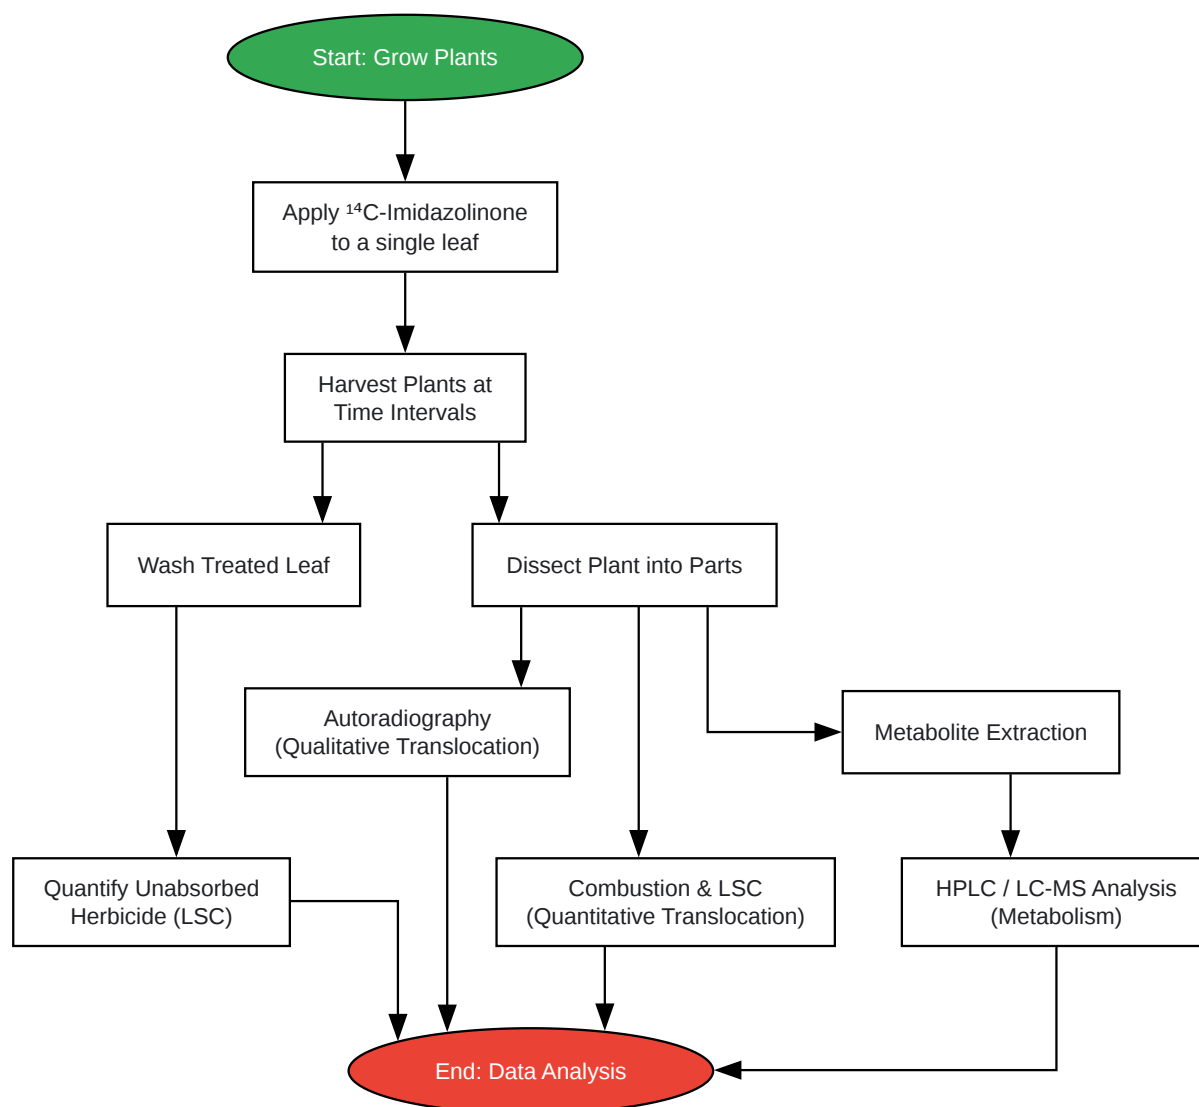 Start: Grow Plants
Apply ¹⁴C-Imidazolinone
to a single leaf
Harvest Plants at
Time Intervals
Wash Treated Leaf
Dissect Plant into Parts
Autoradiography
(Qualitative Translocation)
Metabolite Extraction
Quantify Unabsorbed
Herbicide (LSC)
Combustion & LSC
(Quantitative Translocation)
HPLC / LC-MS Analysis
(Metabolism)
End: Data Analysis